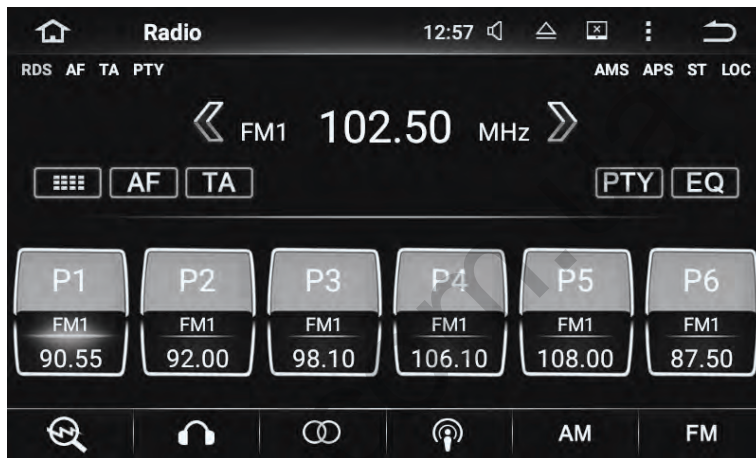 Radio 12:57
RDS AF TA PTY AMS APS ST LOC
FM1 102.50 MHz
AF TA PTY EQ
P1 P2 P3 P4 P5 P6
FM1 FM1 FM1 FM1 FM1 FM1
90.55 92.00 98.10 106.10 108.00 87.50
AM FM